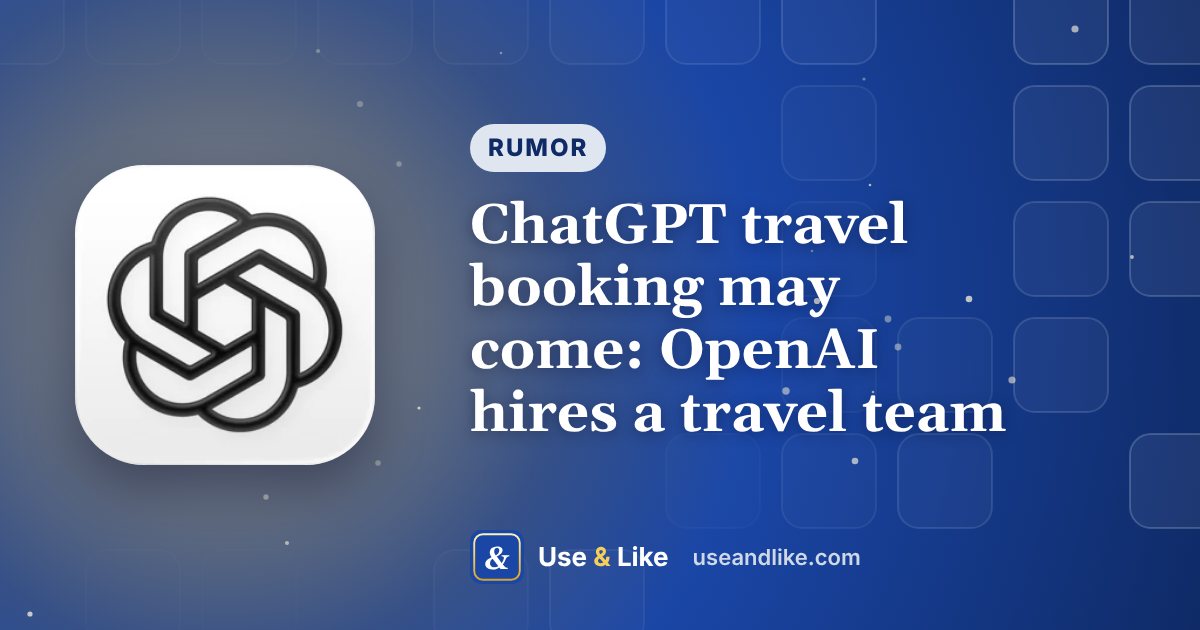 RUMOR
ChatGPT travel
booking may
come: OpenAI
hires a travel team
& Use & Like useandlike.com